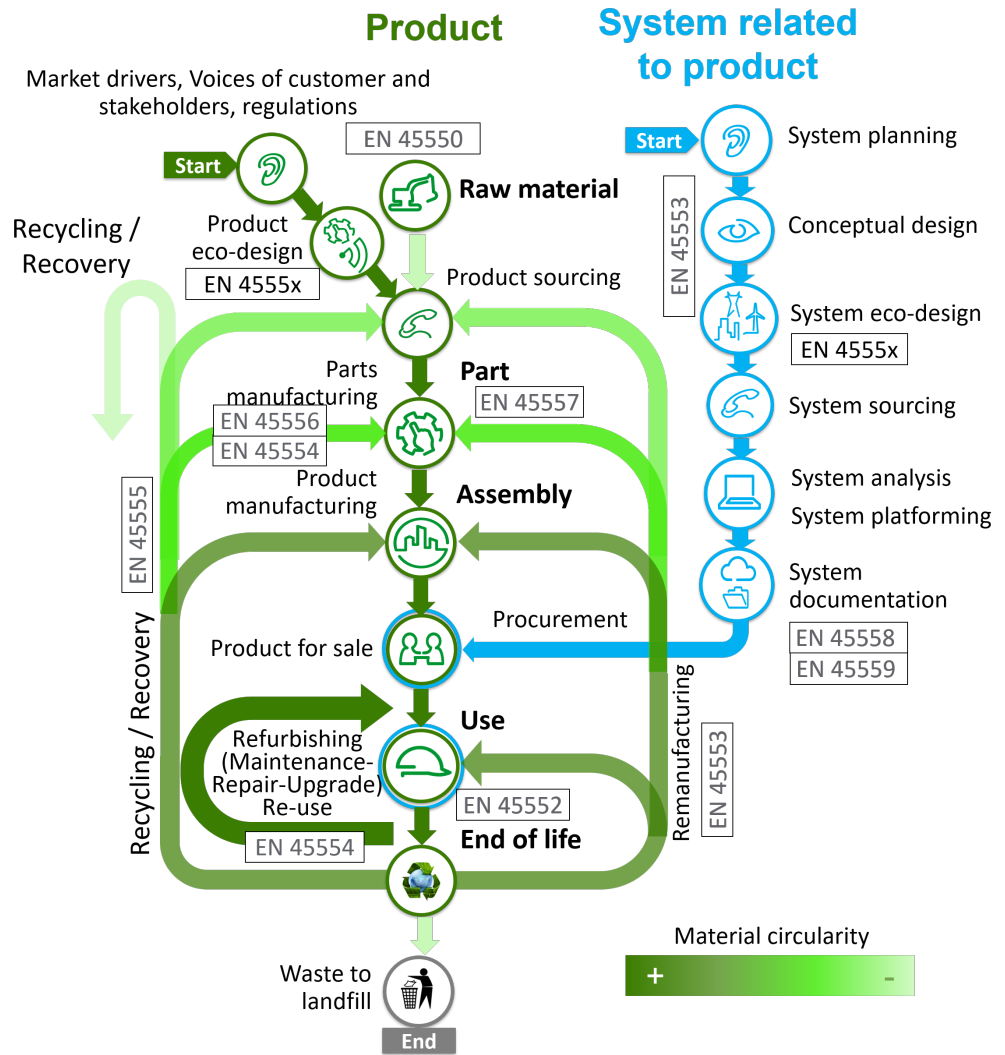 Product
System related
to product
Market drivers, Voices of customer and
stakeholders, regulations
EN 45550
Start
Start
System planning
Raw material
EN 45553
Recycling /
Recovery
Product
eco-design
EN 4555x
Conceptual design
Product sourcing
System eco-design
EN 4555x
Parts
manufacturing
Part
EN 45557
EN 45556
EN 45554
System sourcing
Product
manufacturing
Assembly
EN 45555
System analysis
System platforming
System
documentation
EN 45558
EN 45559
Procurement
Product for sale
Recycling / Recovery
Use
Refurbishing
(Maintenance-
Repair-Upgrade)
Re-use
EN 45552
EN 45554
Remanufacturing
EN 45553
End of life
Material circularity
+ -
Waste to
landfill
End